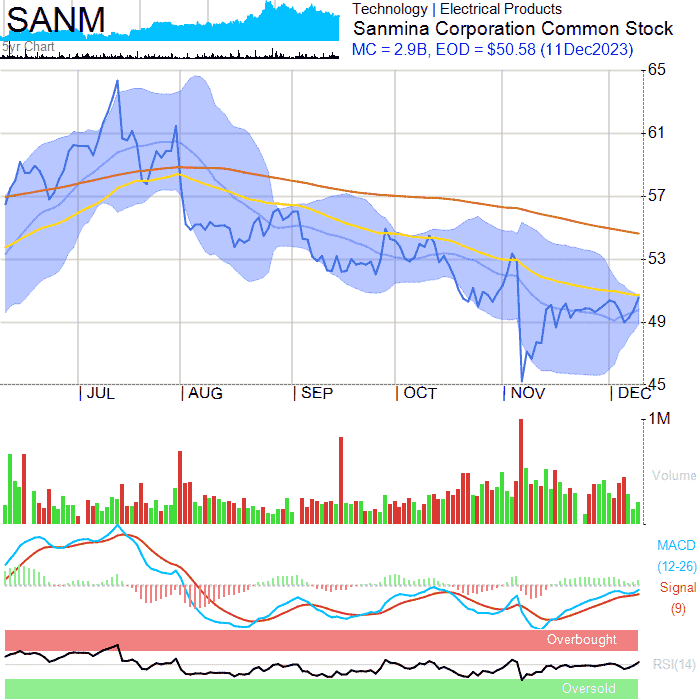 SANM
5yr Chart
Technology | Electrical Products
Sanmina Corporation Common Stock
MC = 2.9B, EOD = $50.58 (11Dec2023)
65
61
57
53
49
45
JUL AUG SEP OCT NOV DEC
1M
Volume
MACD
(12-26)
Signal
(9)
Overbought
RSI(14)
Oversold